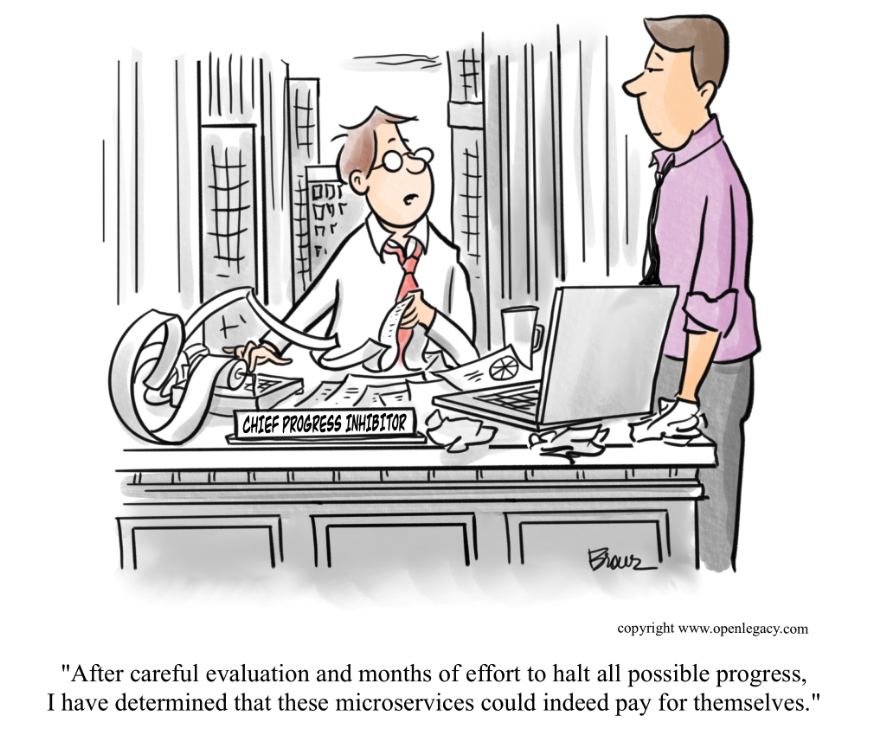 CHIEF PROGRESS INHIBITOR
copyright www.openlegacy.com
"After careful evaluation and months of effort to halt all possible progress,
I have determined that these microservices could indeed pay for themselves."